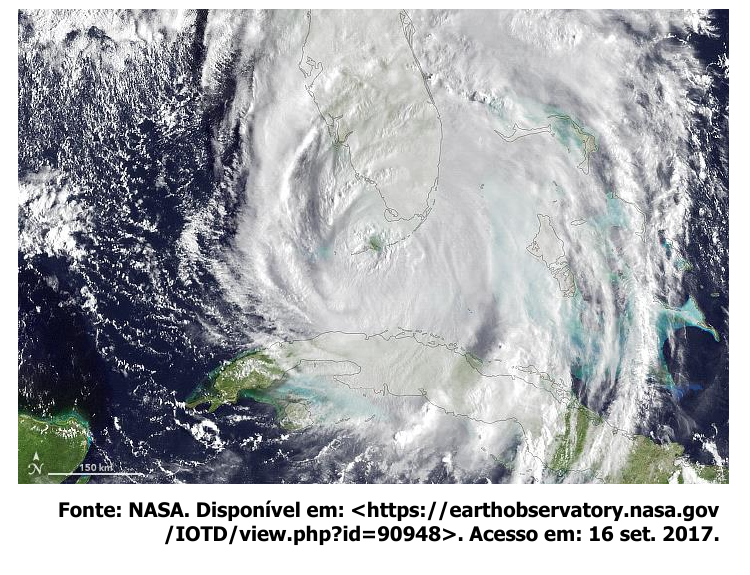 N
150 km
Fonte: NASA. Disponível em: <https://earthobservatory.nasa.gov
/IOTD/view.php?id=90948>. Acesso em: 16 set. 2017.